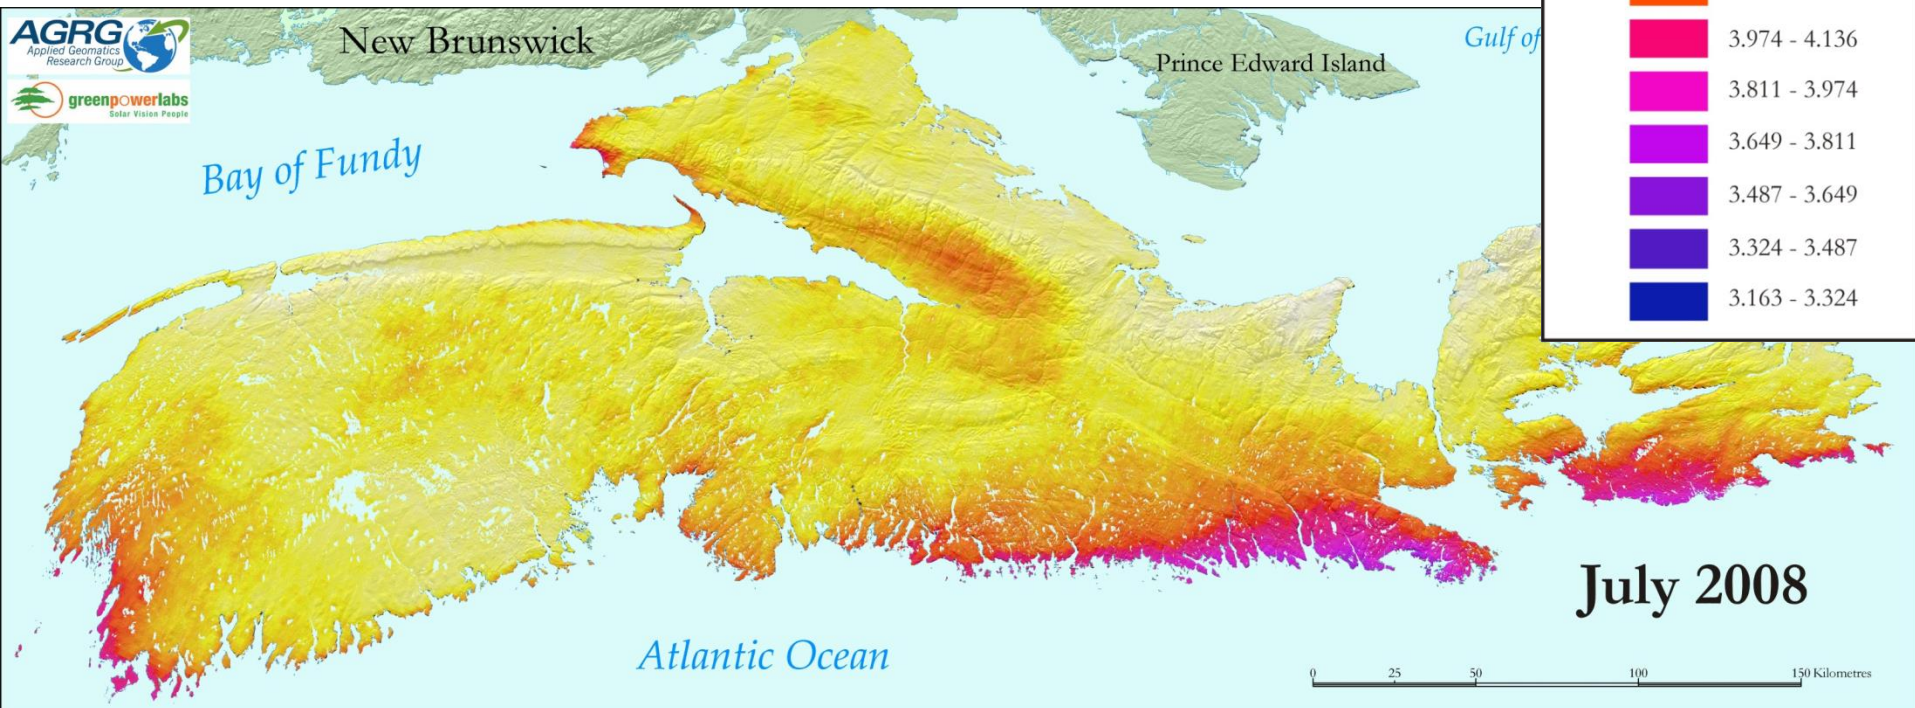 AGRG
Applied Geomatics
Research Group
greenpowerlabs
Solar Vision People
New Brunswick
Prince Edward Island
Gulf of
Bay of Fundy
3.974 - 4.136
3.811 - 3.974
3.649 - 3.811
3.487 - 3.649
3.324 - 3.487
3.163 - 3.324
July 2008
Atlantic Ocean
0 25 50 100 150 Kilometres